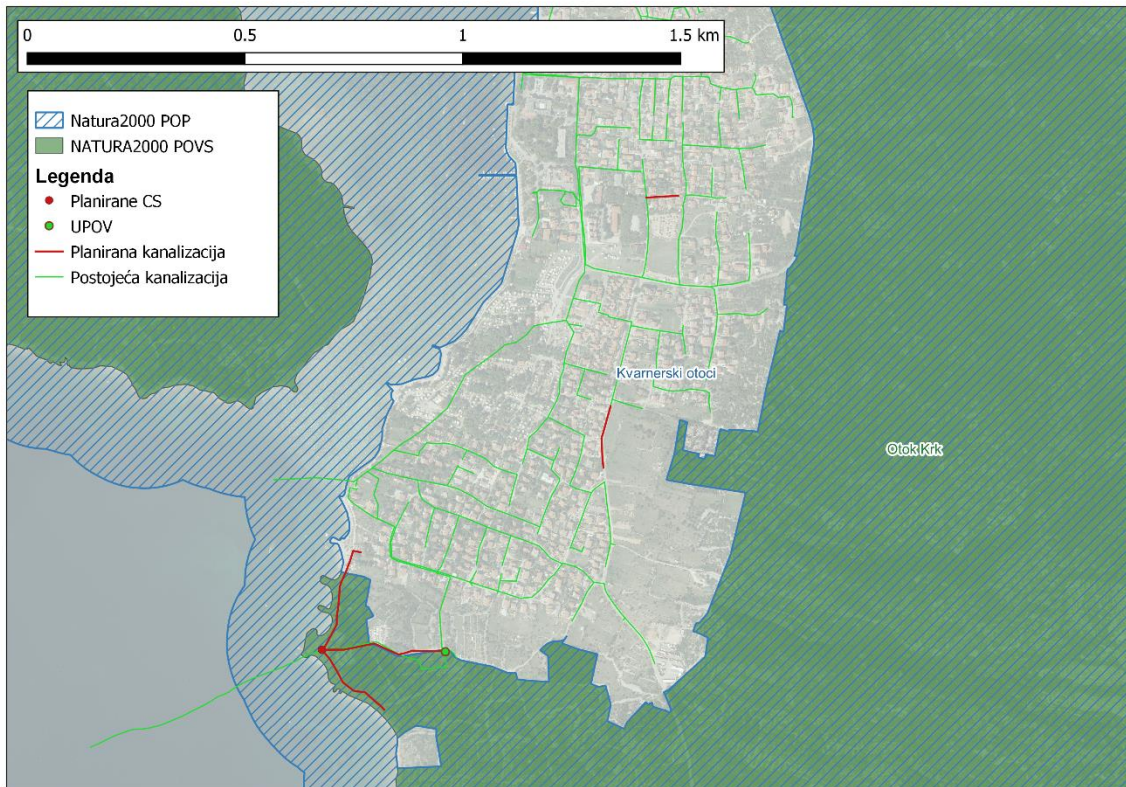 0 0.5 1 1.5 km
Natura2000 POP
NATURA2000 POVS
Legenda
Planirane CS
UPOV
Planirana kanalizacija
Postojeća kanalizacija
Kvarnerski otoci
Otok Krk